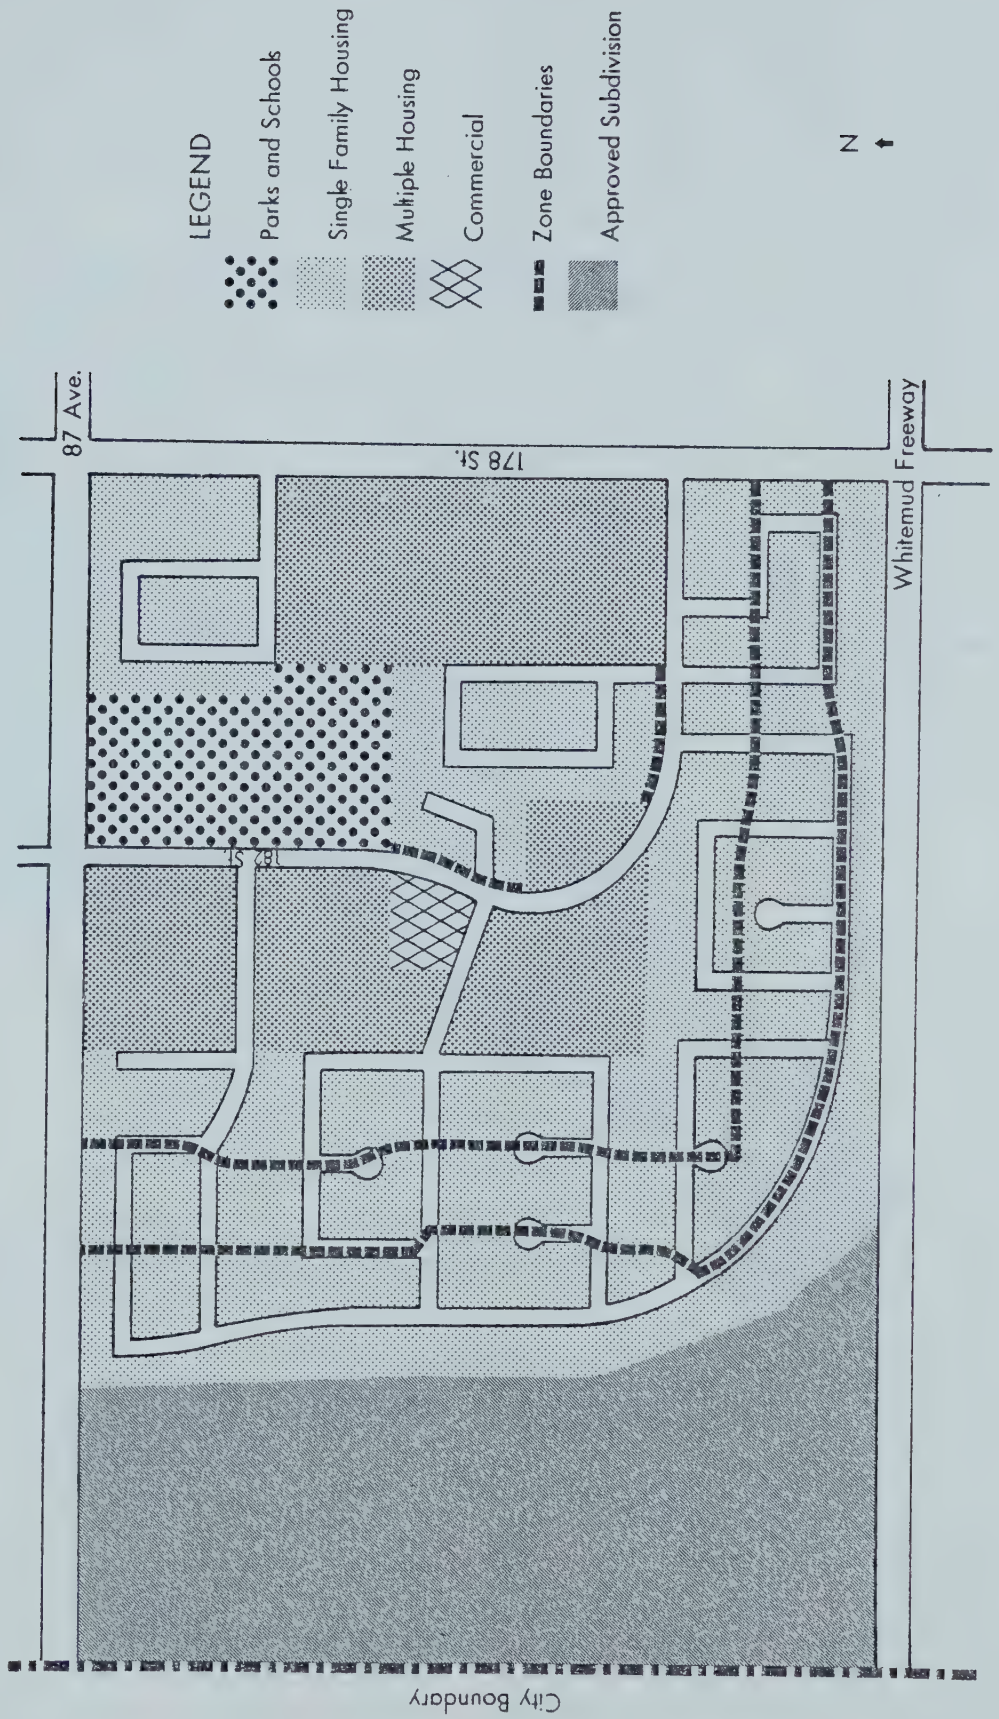 LEGEND
Parks and Schools
Single Family Housing
Multiple Housing
Commercial
Zone Boundaries
Approved Subdivision
N
87 Ave.
178 St.
182 St.
Whitemud Freeway
City Boundary